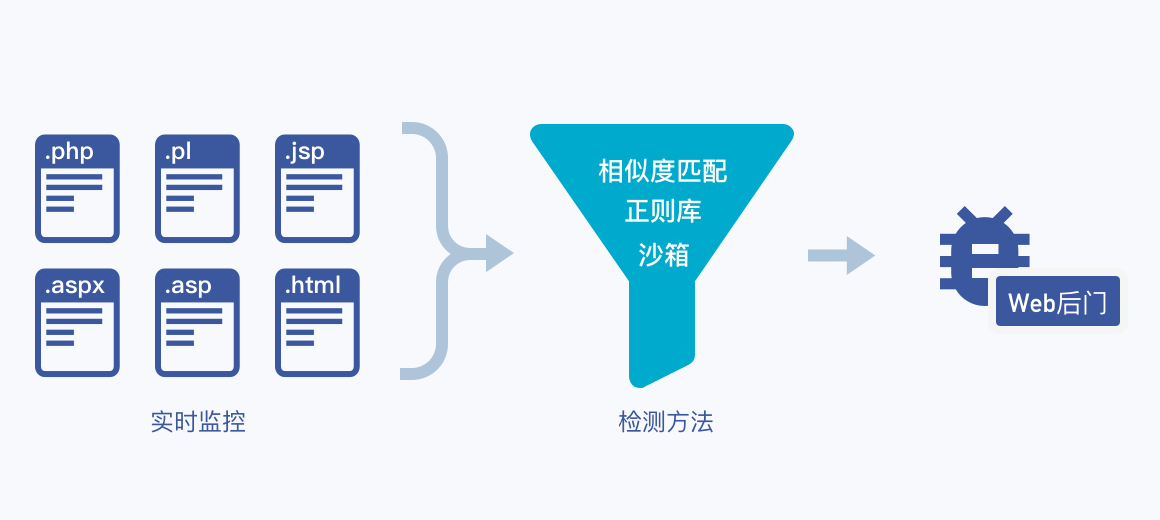 .php
.pl
.jsp
.aspx
.asp
.html
实时监控
相似度匹配
正则库
沙箱
检测方法
Web后门